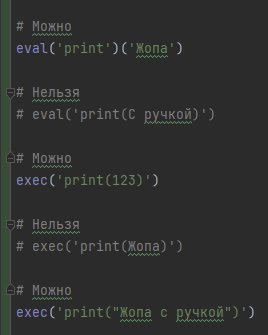 # Можно
eval('print')('Жопа')
# Нельзя
# eval('print(С ручкой)')
# Можно
exec('print(123)')
# Нельзя
# exec('print(Жопа)')
# Можно
exec('print("Жопа с ручкой")')